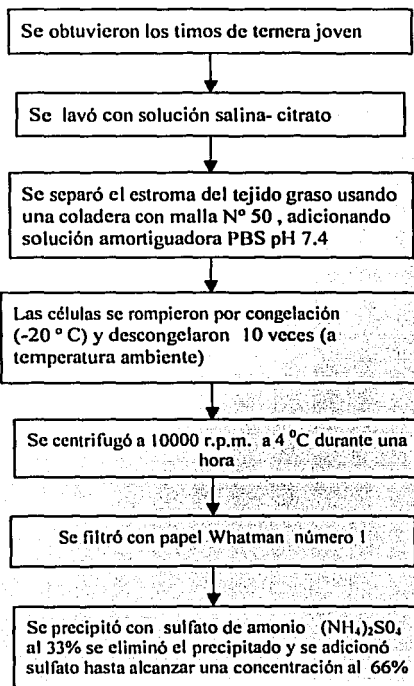 Se obtuvieron los timos de ternera joven
Se lavó con solución salina- citrato
Se separó el estroma del tejido graso usando
una coladera con malla Nº 50 , adicionando
solución amortiguadora PBS pH 7.4
Las células se rompieron por congelación
(-20 ° C) y descongelaron 10 veces (a
temperatura ambiente)
Se centrifugó a 10000 r.p.m. a 4 ⁰C durante una
hora
Se filtró con papel Whatman número 1
Se precipitó con sulfato de amonio (NH₄)₂S0₄
al 33% se eliminó el precipitado y se adicionó
sulfato hasta alcanzar una concentración al 66%